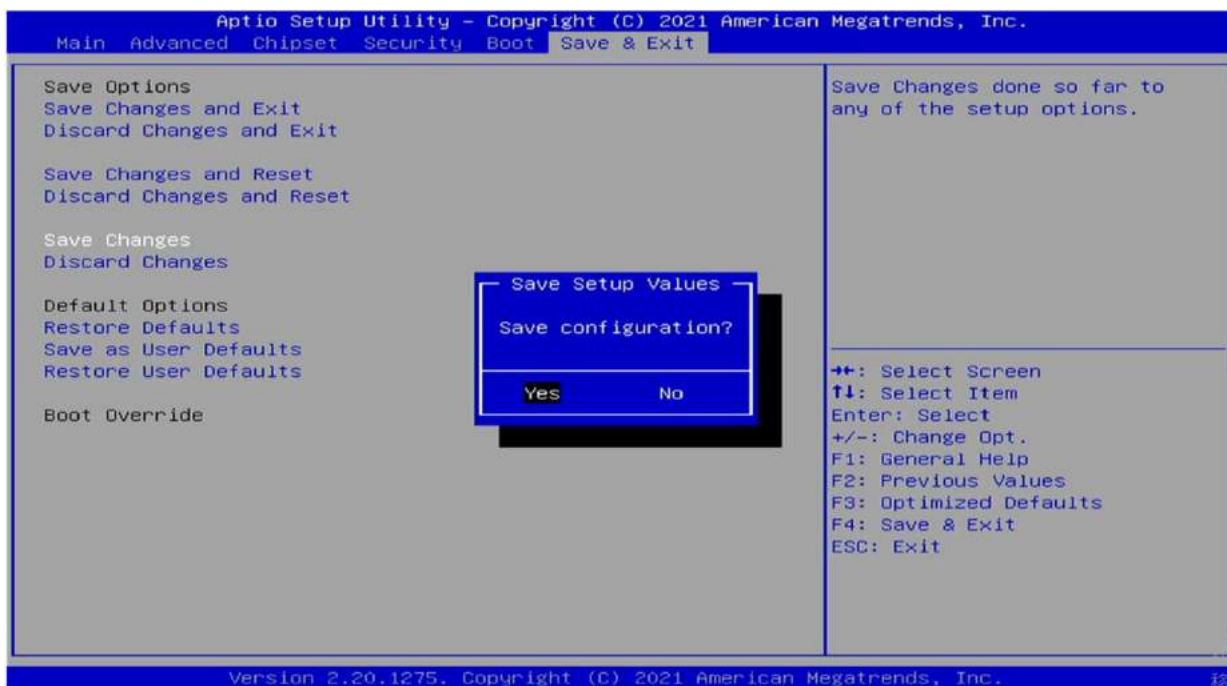 Aptio Setup Utility – Copyright (C) 2021 American Megatrends, Inc.
Main Advanced Chipset Security Boot Save & Exit
Save Options
Save Changes and Exit
Discard Changes and Exit
Save Changes and Reset
Discard Changes and Reset
Save Changes
Discard Changes
Default Options
Restore Defaults
Save as User Defaults
Restore User Defaults
Boot Override
Save Setup Values
Save configuration?
Yes No
Save Changes done so far to
any of the setup options.
→←: Select Screen
↑↓: Select Item
Enter: Select
+/-: Change Opt.
F1: General Help
F2: Previous Values
F3: Optimized Defaults
F4: Save & Exit
ESC: Exit
Version 2.20.1275. Copyright (C) 2021 American Megatrends, Inc.